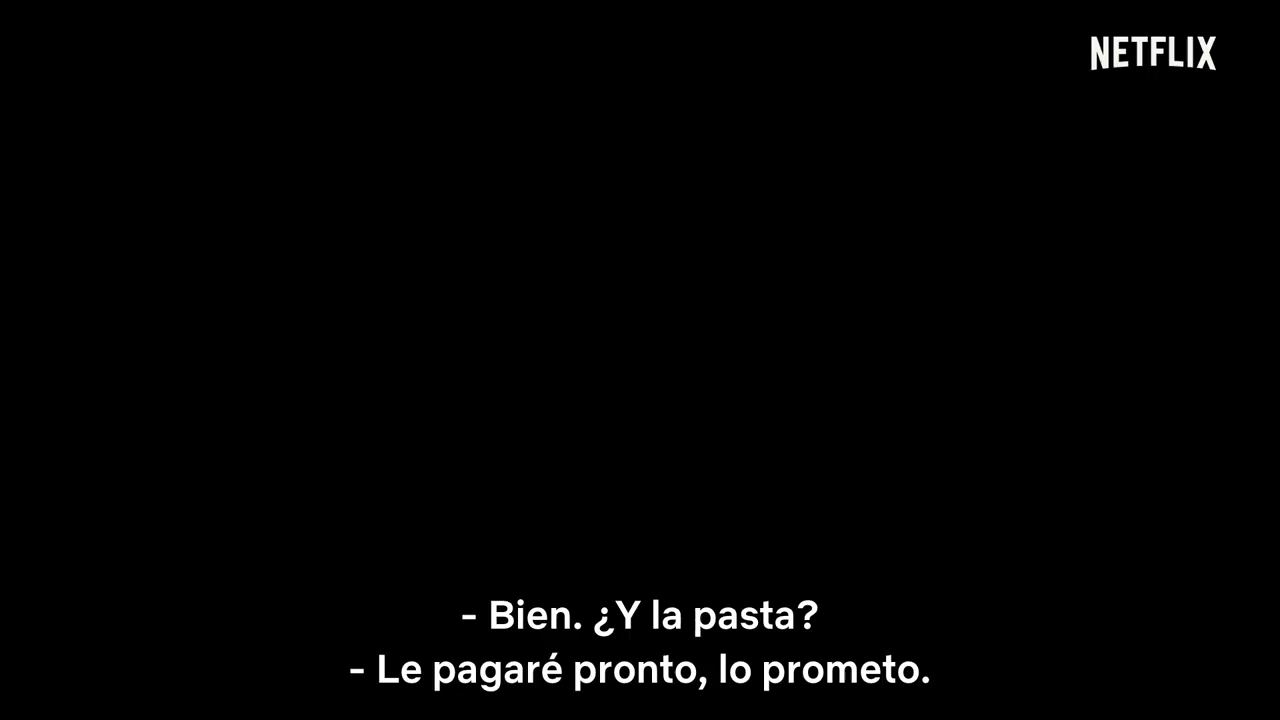 NETFLIX
- Bien. ¿Y la pasta?
- Le pagaré pronto, lo prometo.